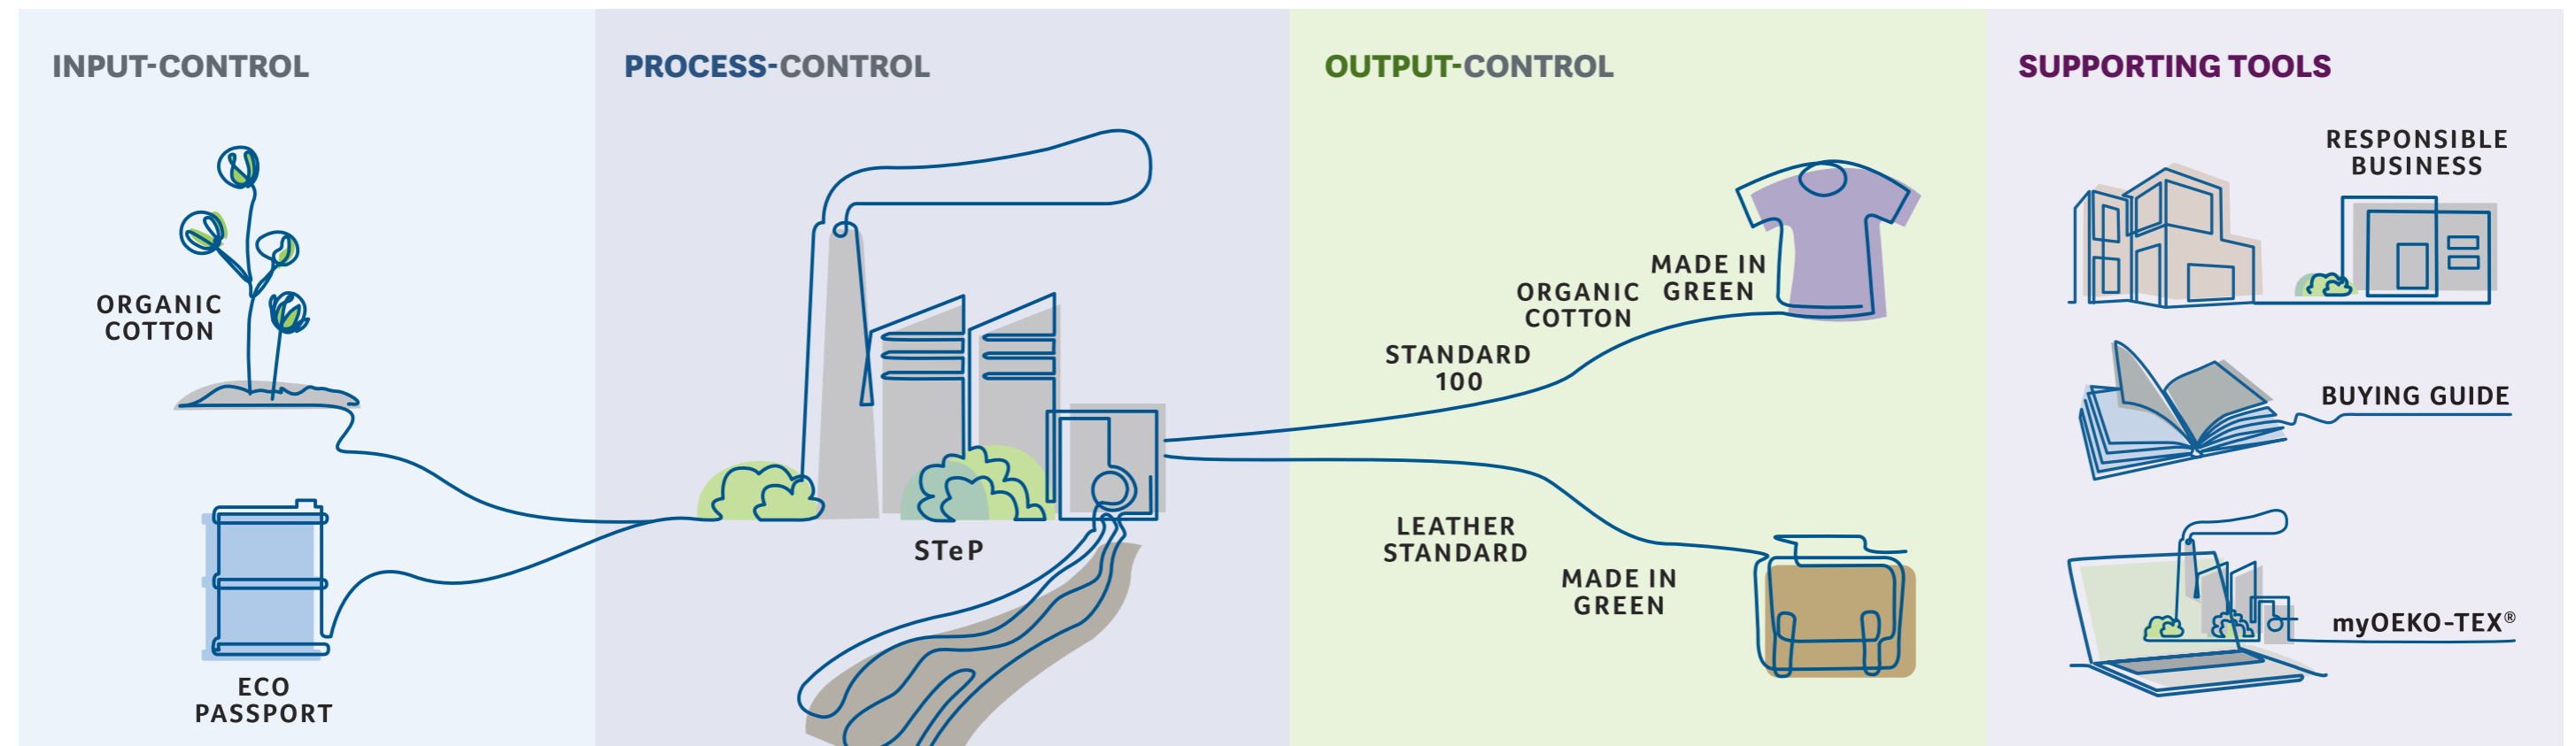 INPUT-CONTROL
ORGANIC
COTTON
ECO
PASSPORT
PROCESS-CONTROL
STeP
OUTPUT-CONTROL
STANDARD
100
ORGANIC
COTTON
MADE IN
GREEN
LEATHER
STANDARD
MADE IN
GREEN
SUPPORTING TOOLS
RESPONSIBLE
BUSINESS
BUYING GUIDE
myOEKO-TEX®